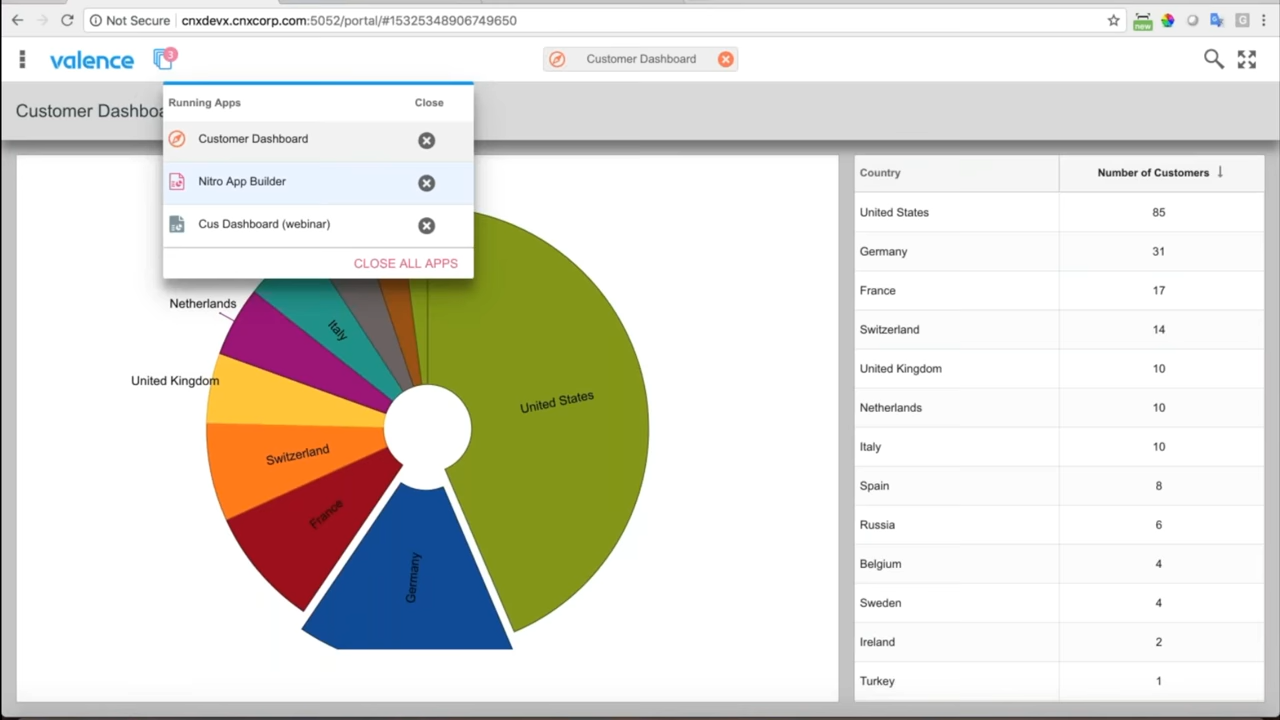 Not Secure cnxdevx.cnxcorp.com:5052/portal/#15325348906749650
new
G
valence
3
Customer Dashboard
Customer Dashboa
Running Apps Close
Customer Dashboard
Nitro App Builder
Cus Dashboard (webinar)
CLOSE ALL APPS
Netherlands
Italy
United Kingdom
United States
Switzerland
France
Germany
Country Number of Customers
United States 85
Germany 31
France 17
Switzerland 14
United Kingdom 10
Netherlands 10
Italy 10
Spain 8
Russia 6
Belgium 4
Sweden 4
Ireland 2
Turkey 1